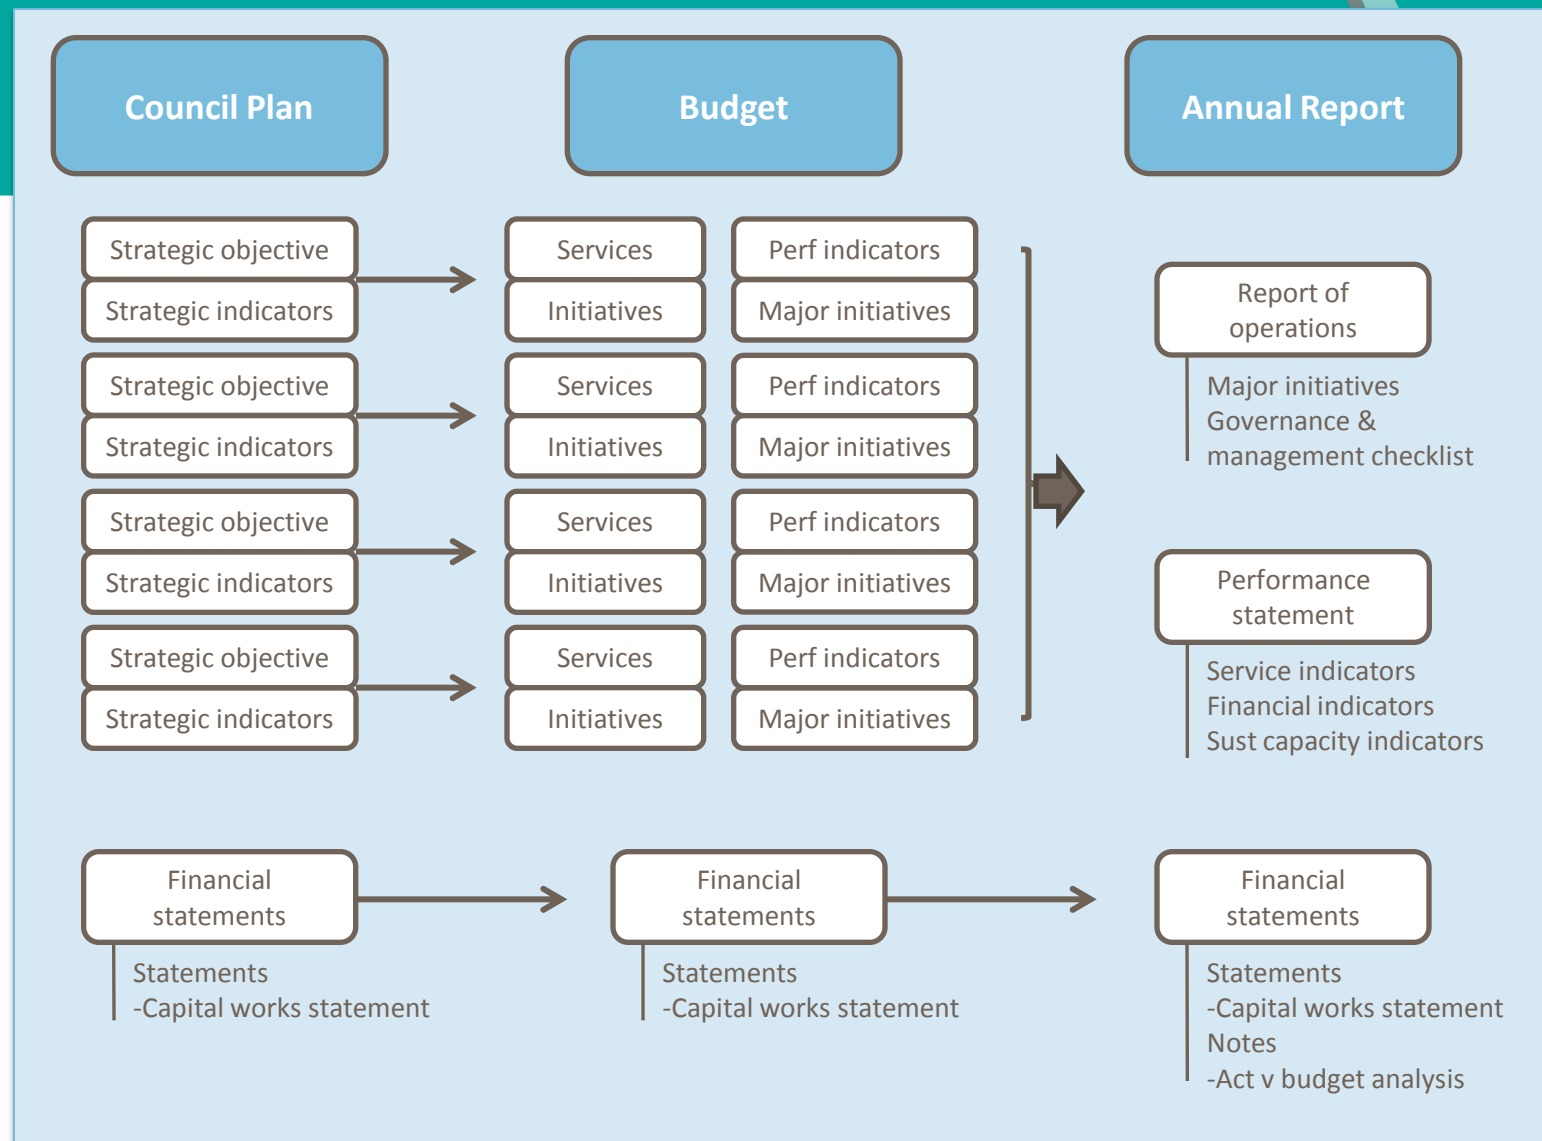 Council Plan
Budget
Annual Report
Strategic objective
Strategic indicators
Services
Initiatives
Perf indicators
Major initiatives
Strategic objective
Strategic indicators
Services
Initiatives
Perf indicators
Major initiatives
Strategic objective
Strategic indicators
Services
Initiatives
Perf indicators
Major initiatives
Strategic objective
Strategic indicators
Services
Initiatives
Perf indicators
Major initiatives
Report of
operations
Major initiatives
Governance &
management checklist
Performance
statement
Service indicators
Financial indicators
Sust capacity indicators
Financial
statements
Statements
-Capital works statement
Financial
statements
Statements
-Capital works statement
Financial
statements
Statements
-Capital works statement
Notes
-Act v budget analysis